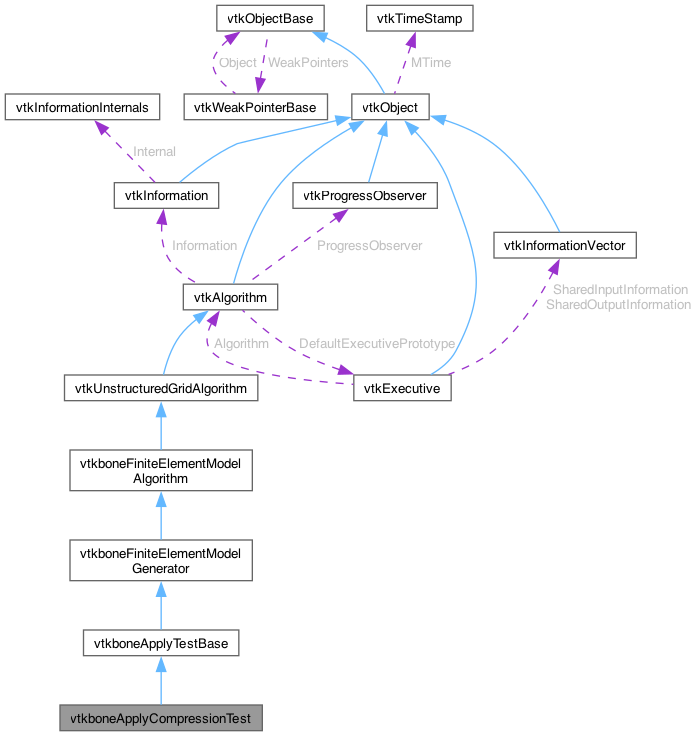 vtkObjectBase
vtkTimeStamp
Object
WeakPointers
MTime
vtkInformationInternals
vtkWeakPointerBase
vtkObject
Internal
vtkInformation
vtkProgressObserver
Information
ProgressObserver
vtkInformationVector
vtkAlgorithm
SharedInputInformation
SharedOutputInformation
Algorithm
DefaultExecutivePrototype
vtkUnstructuredGridAlgorithm
vtkExecutive
vtkboneFiniteElementModel
Algorithm
vtkboneFiniteElementModel
Generator
vtkboneApplyTestBase
vtkboneApplyCompressionTest